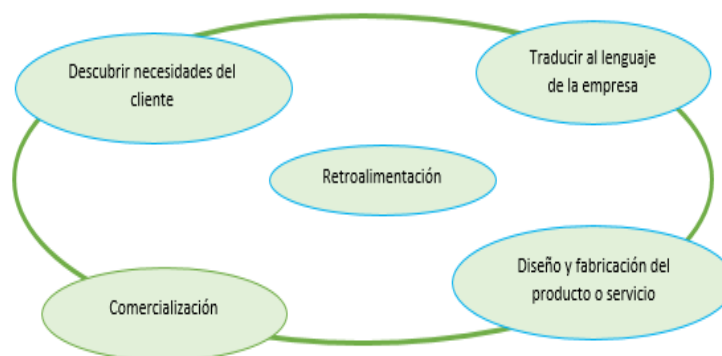 Descubrir necesidades del
cliente
Traducir al lenguaje
de la empresa
Retroalimentación
Diseño y fabricación del
producto o servicio
Comercialización